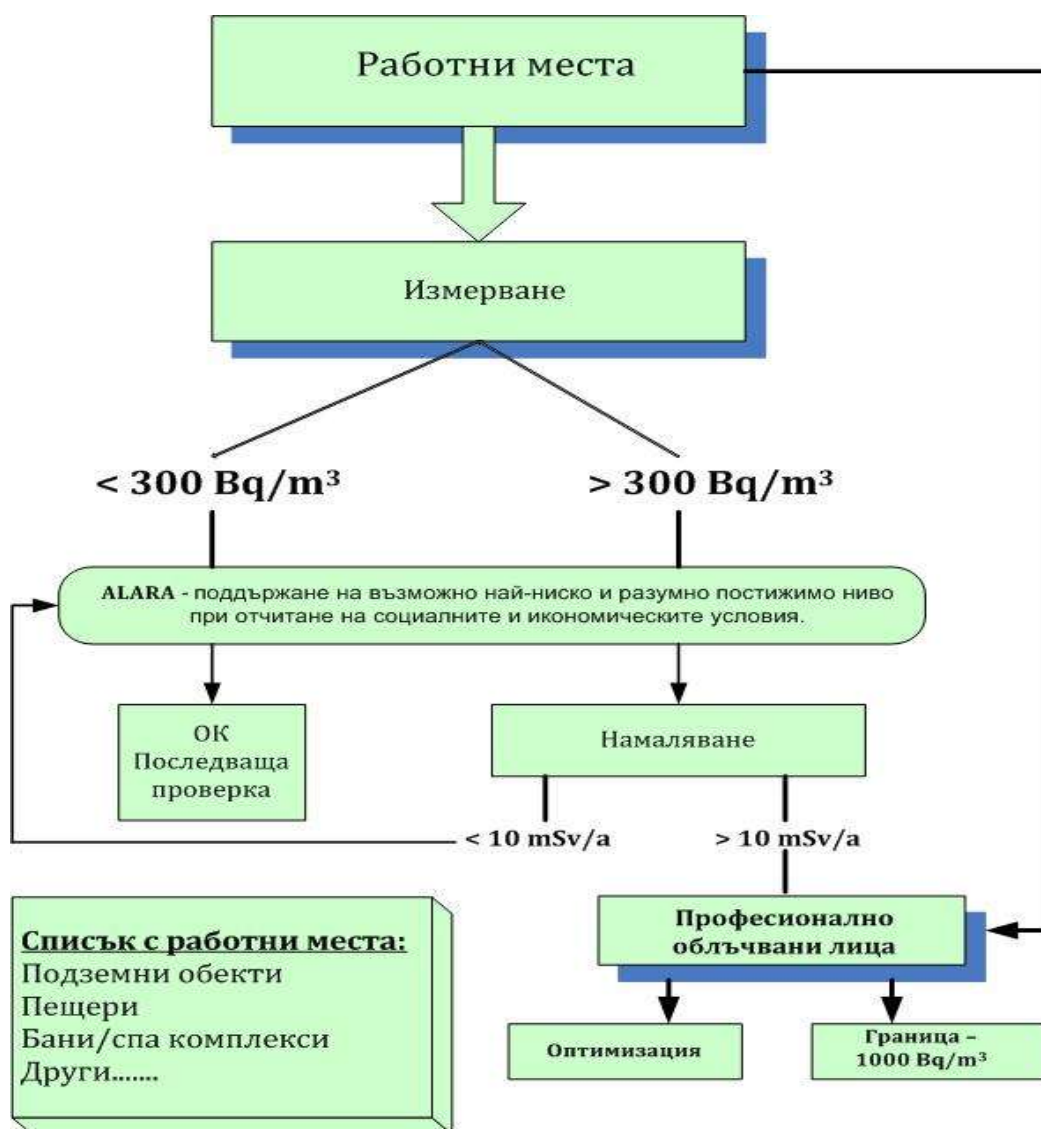 Работни места
Измерване
< 300 Bq/m³
> 300 Bq/m³
ALARA - поддържане на възможно най-ниско и разумно постижимо ниво
при отчитане на социалните и икономическите условия.
ОК
Последваща
проверка
Намаляване
< 10 mSv/a
> 10 mSv/a
Професионално
облъчвани лица
Оптимизация
Граница –
1000 Bq/m³
Списък с работни места:
Подземни обекти
Пещери
Бани/спа комплекси
Други.......